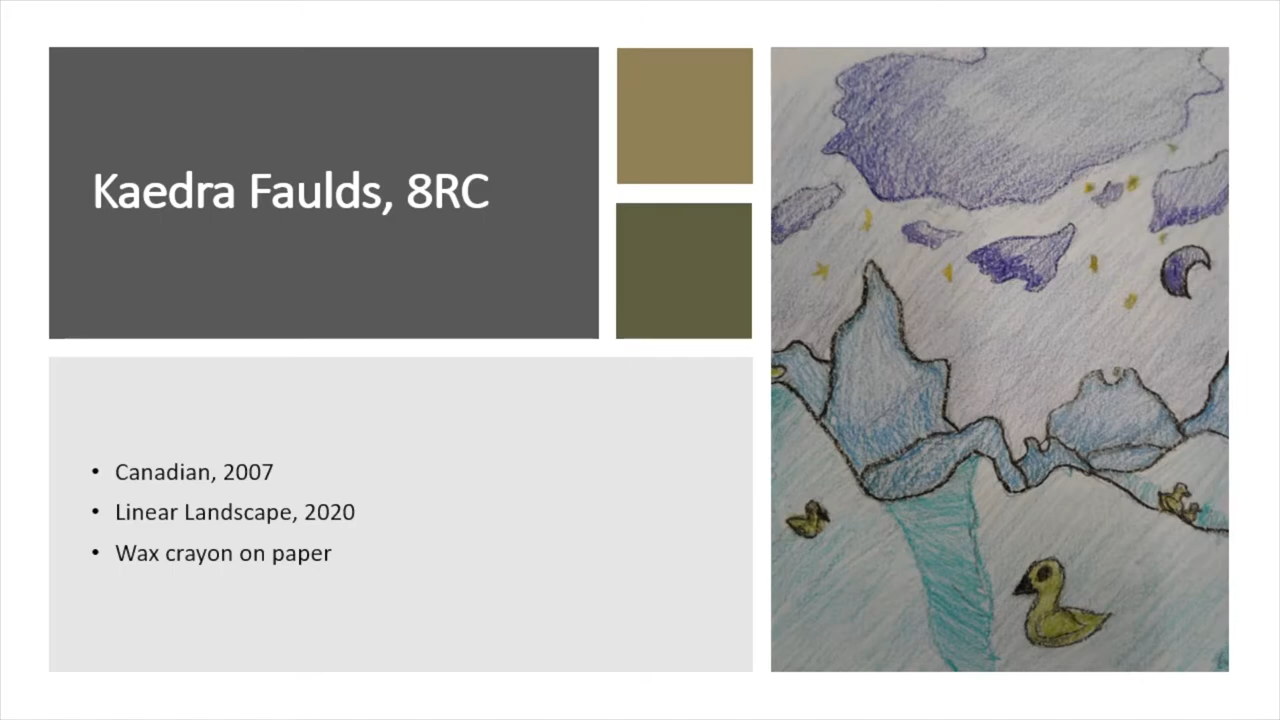 Kaedra Faulds, 8RC
• Canadian, 2007
• Linear Landscape, 2020
• Wax crayon on paper